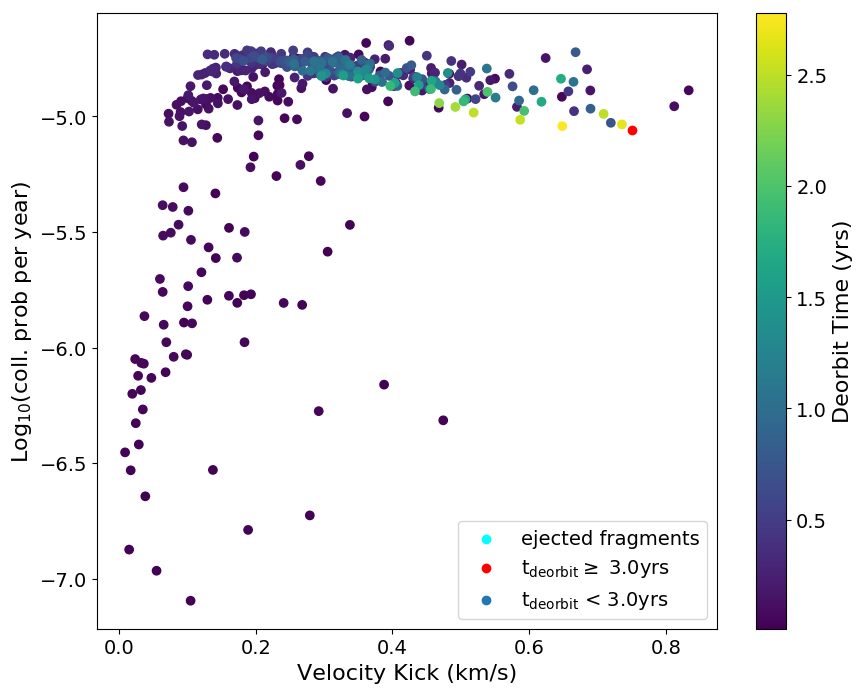 −5.0
−5.5
−6.0
−6.5
−7.0
Log10(coll. prob per year)
0.0 0.2 0.4 0.6 0.8
Velocity Kick (km/s)
ejected fragments
tdeorbit ≥ 3.0yrs
tdeorbit < 3.0yrs
2.5
2.0
1.5
1.0
0.5
Deorbit Time (yrs)